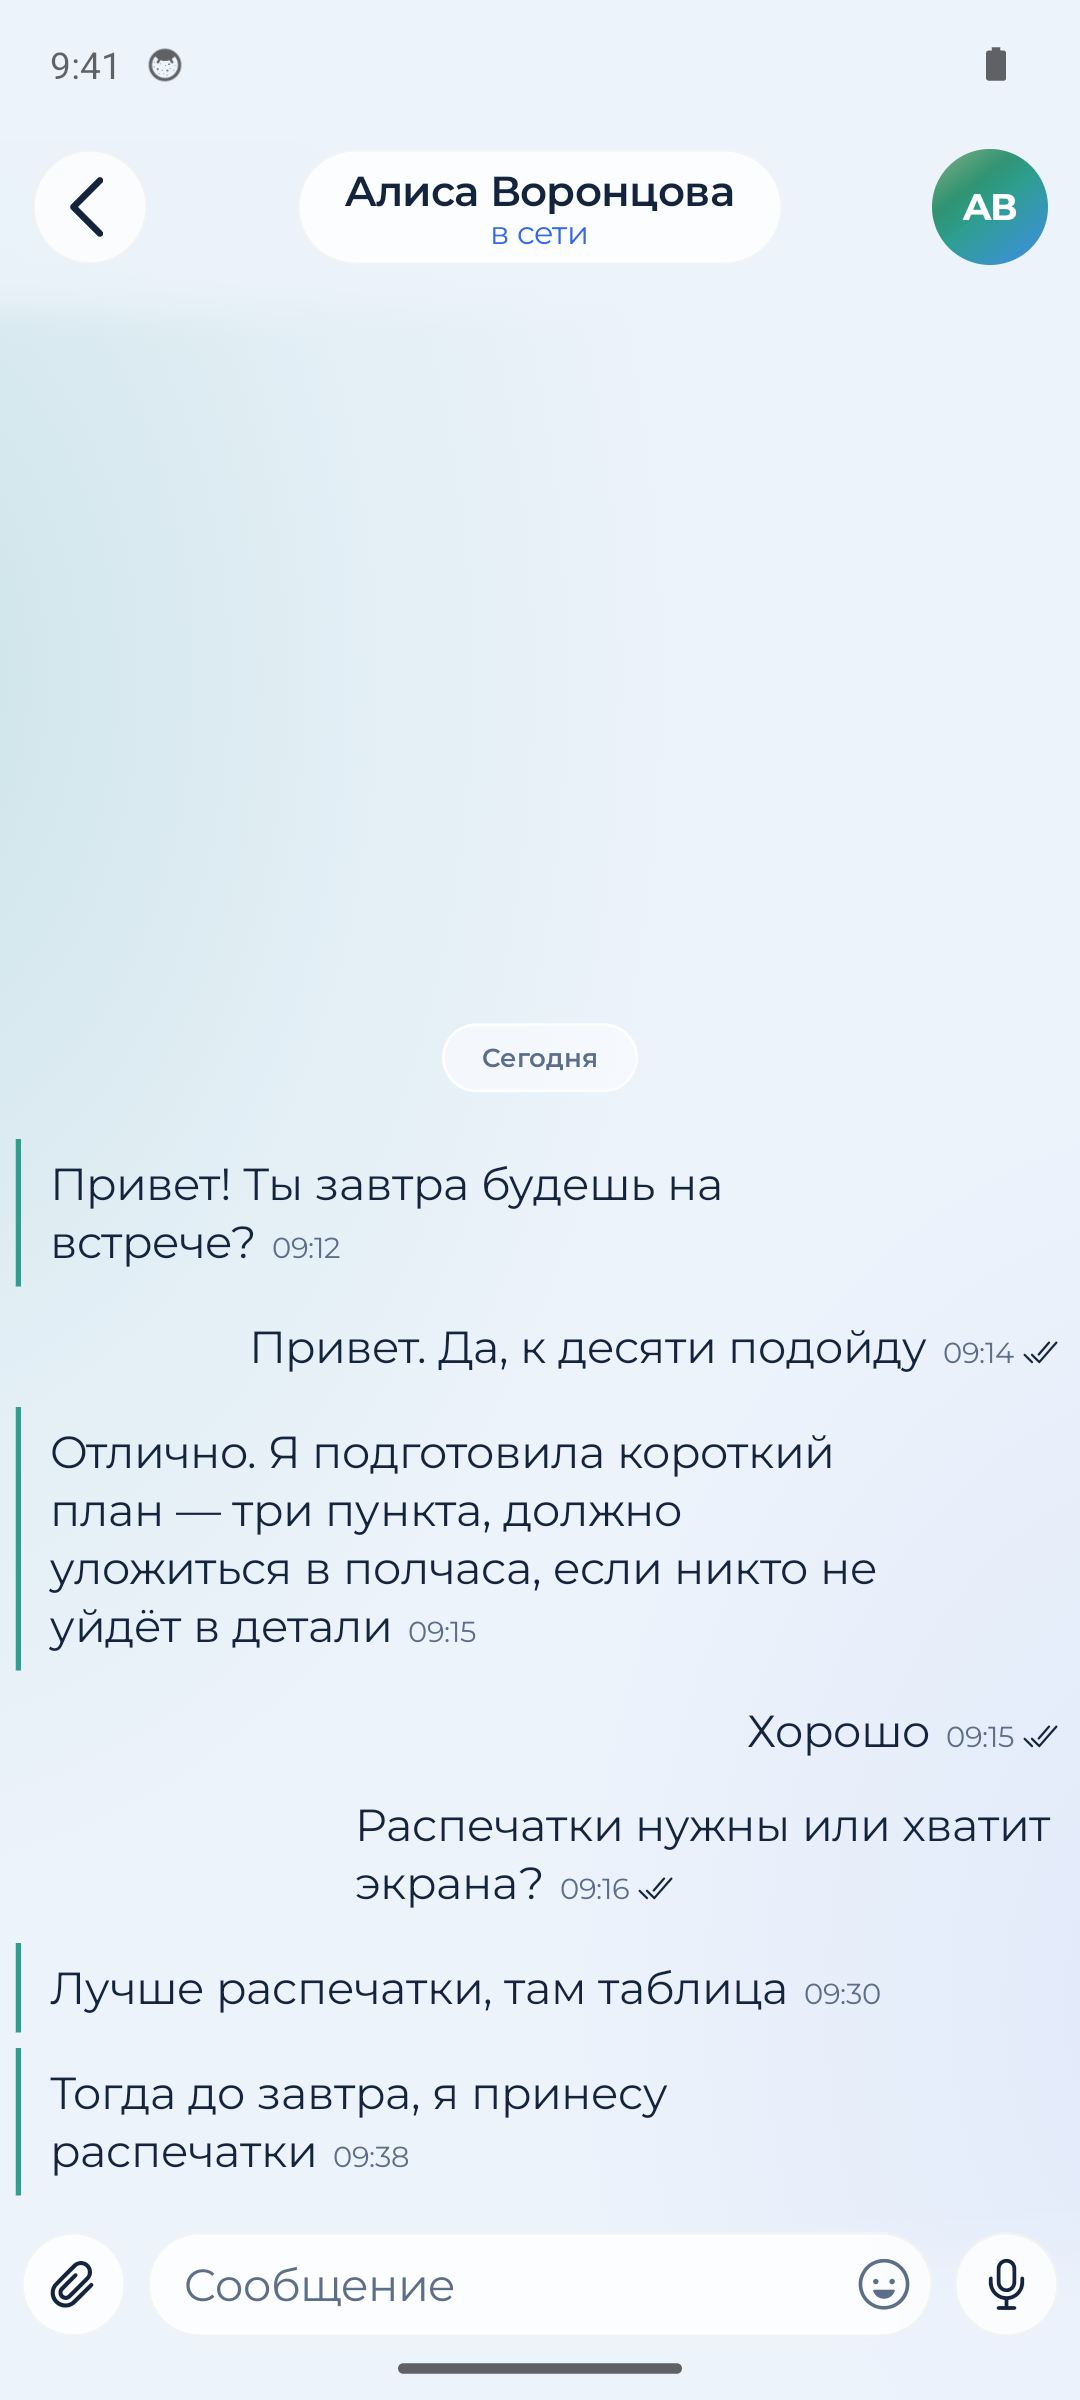 9:41
Алиса Воронцова
в сети
АВ
Сегодня
Привет! Ты завтра будешь на
встрече? 09:12
Привет. Да, к десяти подойду 09:14
Отлично. Я подготовила короткий
план — три пункта, должно
уложиться в полчаса, если никто не
уйдёт в детали 09:15
Хорошо 09:15
Распечатки нужны или хватит
экрана? 09:16
Лучше распечатки, там таблица 09:30
Тогда до завтра, я принесу
распечатки 09:38
Сообщение